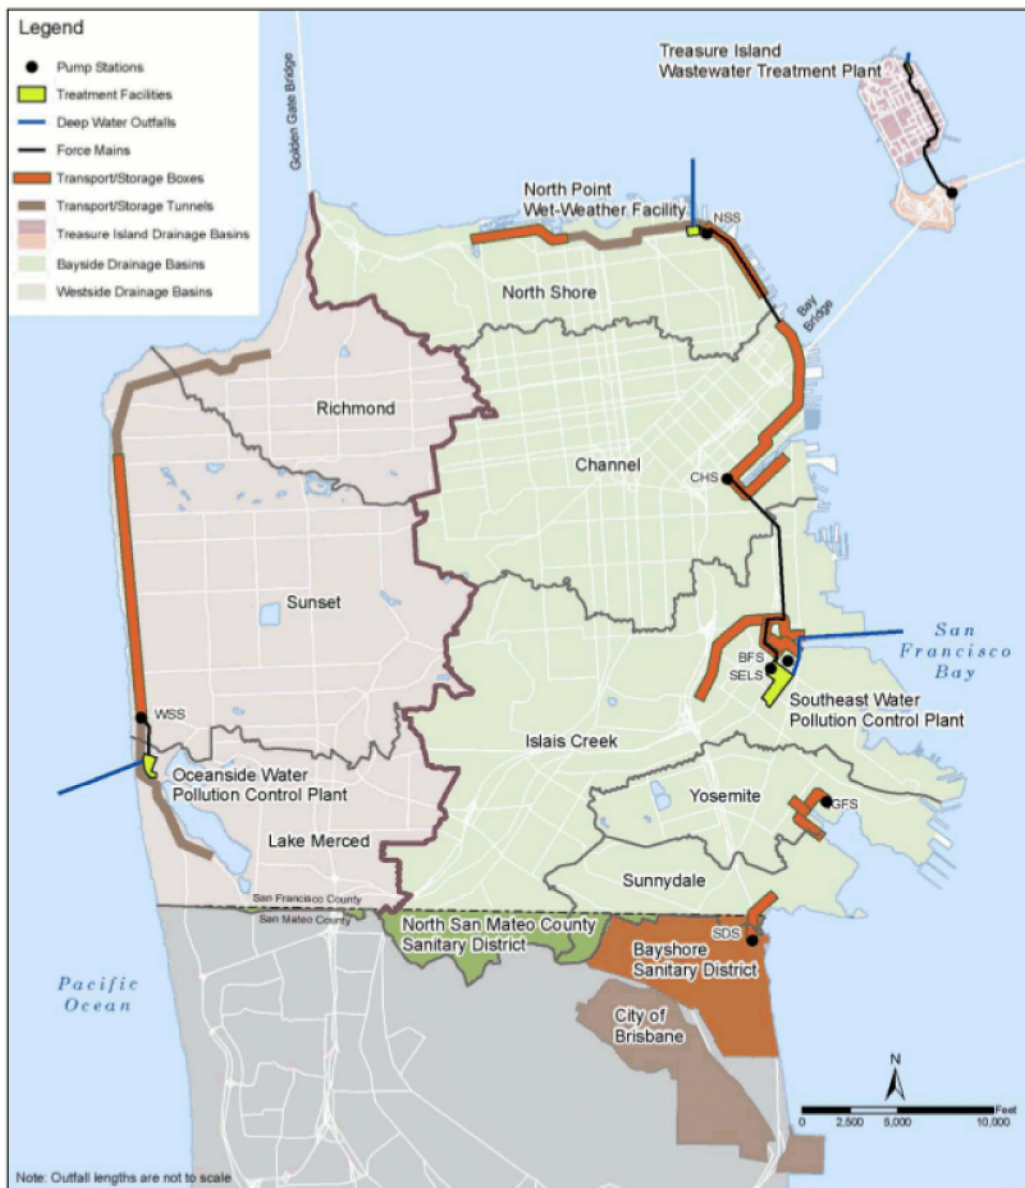 Legend
Pump Stations
Treatment Facilities
Deep Water Outfalls
Force Mains
Transport/Storage Boxes
Transport/Storage Tunnels
Treasure Island Drainage Basins
Bayside Drainage Basins
Westside Drainage Basins
Golden Gate Bridge
Treasure Island
Wastewater Treatment Plant
North Point
Wet-Weather Facility
NSS
North Shore
Bay
Bridge
Richmond
Channel
CHS
Sunset
San
Francisco
Bay
BFS
SELS
Southeast Water
Pollution Control Plant
WSS
Islais Creek
Oceanside Water
Pollution Control Plant
Yosemite
GFS
Lake Merced
Sunnydale
San Francisco County
San Mateo County
North San Mateo County
Sanitary District
SDS
Bayshore
Sanitary District
Pacific
Ocean
City of
Brisbane
N
Feet
0 2,500 5,000 10,000
Note: Outfall lengths are not to scale